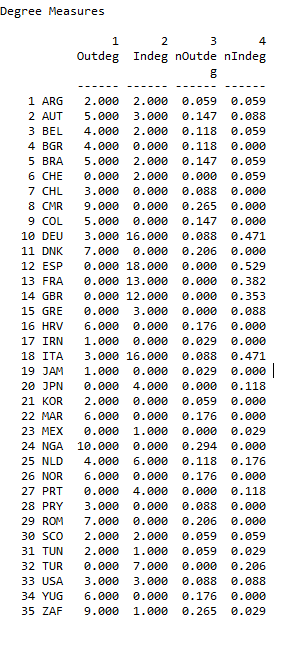 Degree Measures
1 2 3 4
Outdeg Indeg nOutde nIndeg
g
------ ------ ------ ------
1 ARG 2.000 2.000 0.059 0.059
2 AUT 5.000 3.000 0.147 0.088
3 BEL 4.000 2.000 0.118 0.059
4 BGR 4.000 0.000 0.118 0.000
5 BRA 5.000 2.000 0.147 0.059
6 CHE 0.000 2.000 0.000 0.059
7 CHL 3.000 0.000 0.088 0.000
8 CMR 9.000 0.000 0.265 0.000
9 COL 5.000 0.000 0.147 0.000
10 DEU 3.000 16.000 0.088 0.471
11 DNK 7.000 0.000 0.206 0.000
12 ESP 0.000 18.000 0.000 0.529
13 FRA 0.000 13.000 0.000 0.382
14 GBR 0.000 12.000 0.000 0.353
15 GRE 0.000 3.000 0.000 0.088
16 HRV 6.000 0.000 0.176 0.000
17 IRN 1.000 0.000 0.029 0.000
18 ITA 3.000 16.000 0.088 0.471
19 JAM 1.000 0.000 0.029 0.000
20 JPN 0.000 4.000 0.000 0.118
21 KOR 2.000 0.000 0.059 0.000
22 MAR 6.000 0.000 0.176 0.000
23 MEX 0.000 1.000 0.000 0.029
24 NGA 10.000 0.000 0.294 0.000
25 NLD 4.000 6.000 0.118 0.176
26 NOR 6.000 0.000 0.176 0.000
27 PRT 0.000 4.000 0.000 0.118
28 PRY 3.000 0.000 0.088 0.000
29 ROM 7.000 0.000 0.206 0.000
30 SCO 2.000 2.000 0.059 0.059
31 TUN 2.000 1.000 0.059 0.029
32 TUR 0.000 7.000 0.000 0.206
33 USA 3.000 3.000 0.088 0.088
34 YUG 6.000 0.000 0.176 0.000
35 ZAF 9.000 1.000 0.265 0.029